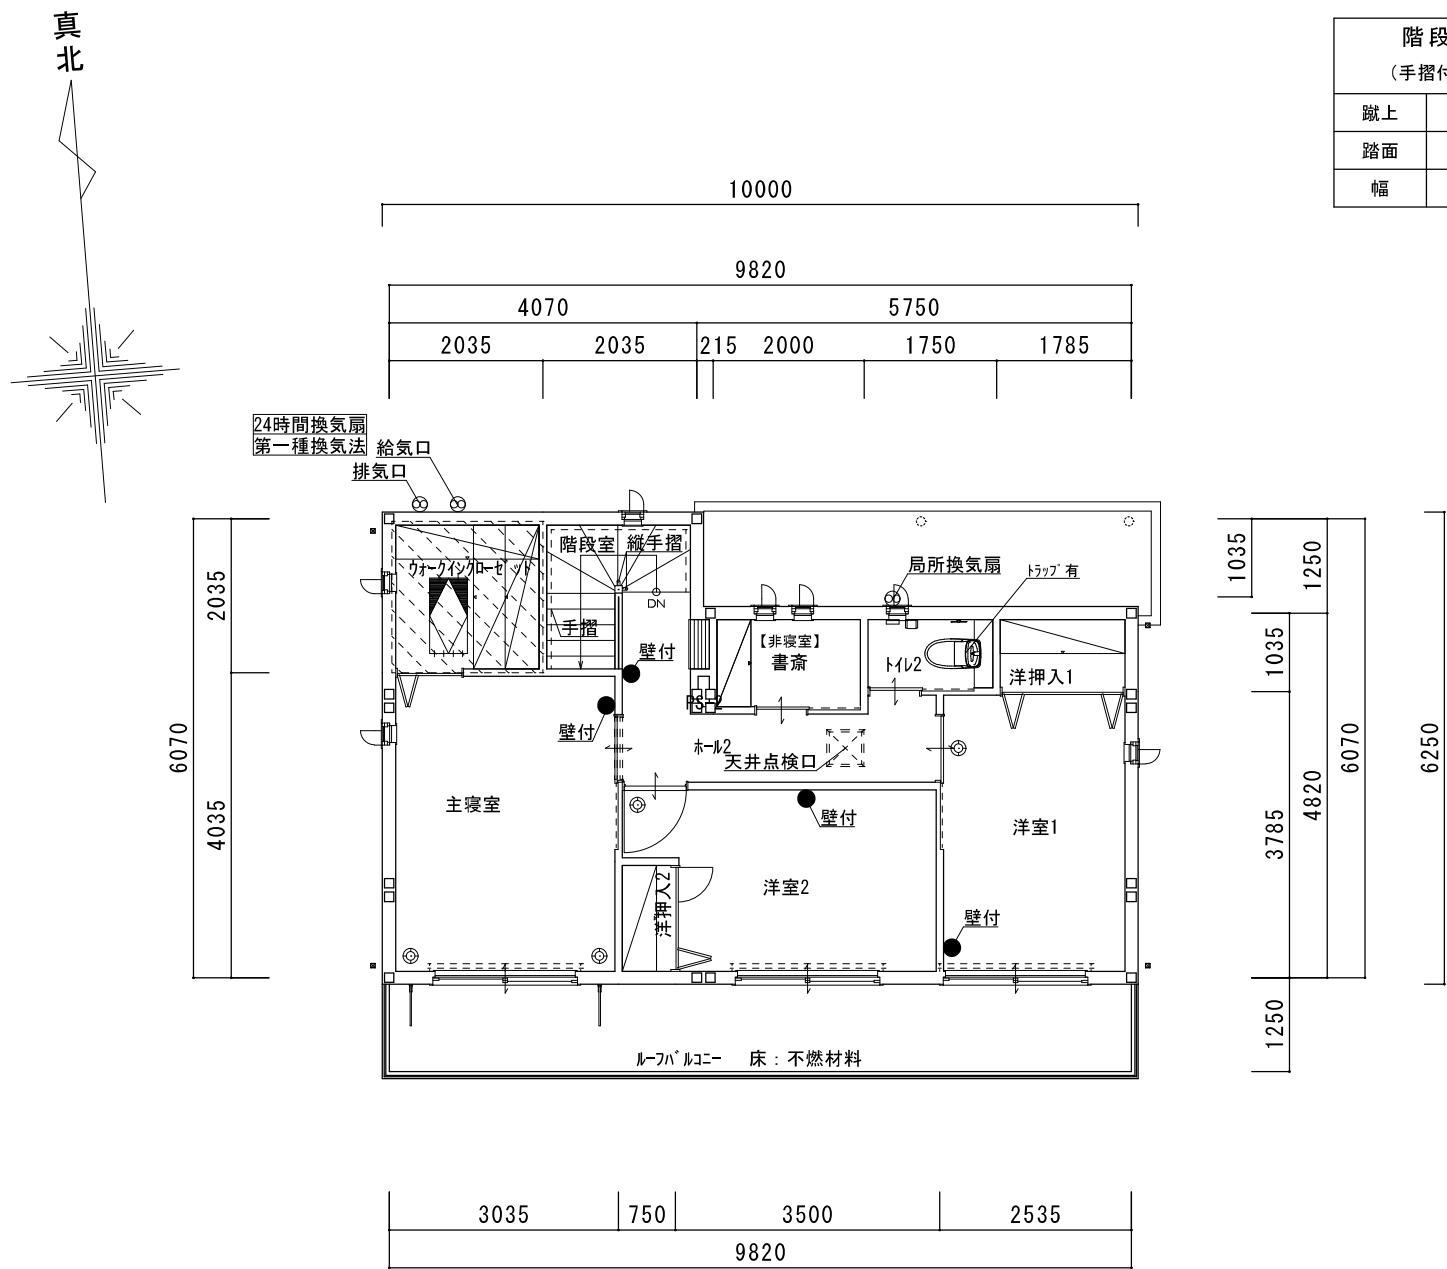 真北
階段
(手摺付
蹴上
踏面
幅
10000
9820
4070
5750
2035
2035
215
2000
1750
1785
24時間換気扇
第一種換気法
給気口
排気口
階段室
縦手摺
ウォークインクローゼット
局所換気扇
トラップ有
DN
手摺
壁付
【非寝室】
書斎
トイレ2
洋押入1
PS
壁付
ホール2
天井点検口
主寝室
壁付
洋室1
洋室2
洋押入2
壁付
ルーフバルコニー 床:不燃材料
2035
4035
6070
1035
1250
1035
3785
4820
6070
6250
1250
3035
750
3500
2535
9820